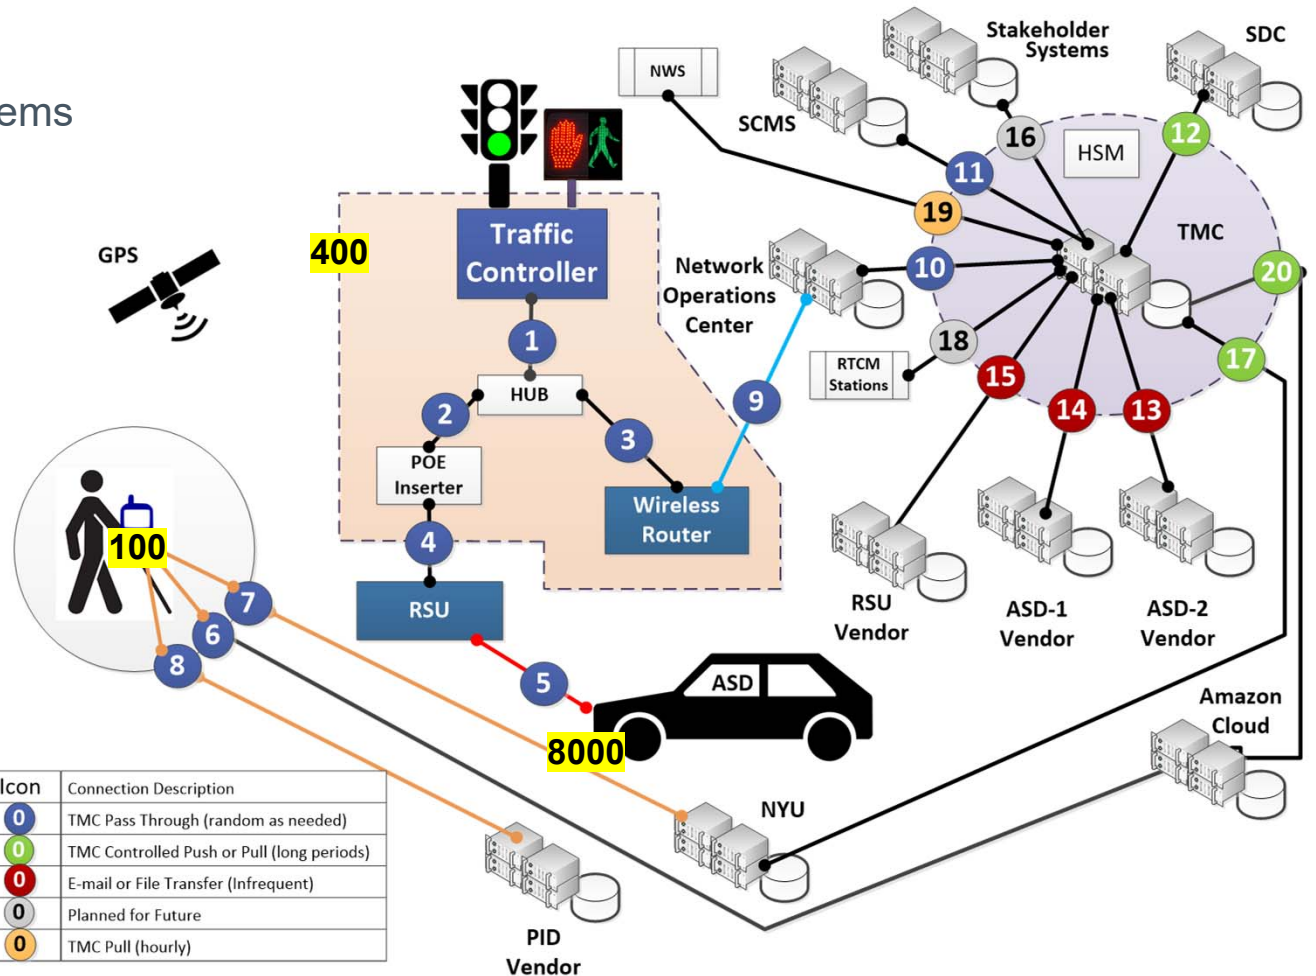 ems
Stakeholder
Systems
SDC
NWS
SCMS
16
12
HSM
11
19
TMC
Traffic
Controller
400
GPS
Network
Operations
Center
10
20
1
18
17
RTCM
Stations
15
HUB
9
14
13
2
3
POE
Inserter
Wireless
Router
100
4
RSU
7
6
8
RSU
Vendor
ASD-1
Vendor
ASD-2
Vendor
5
ASD
Amazon
Cloud
8000
NYU
PID
Vendor
Icon Connection Description
0 TMC Pass Through (random as needed)
0 TMC Controlled Push or Pull (long periods)
0 E-mail or File Transfer (Infrequent)
0 Planned for Future
0 TMC Pull (hourly)